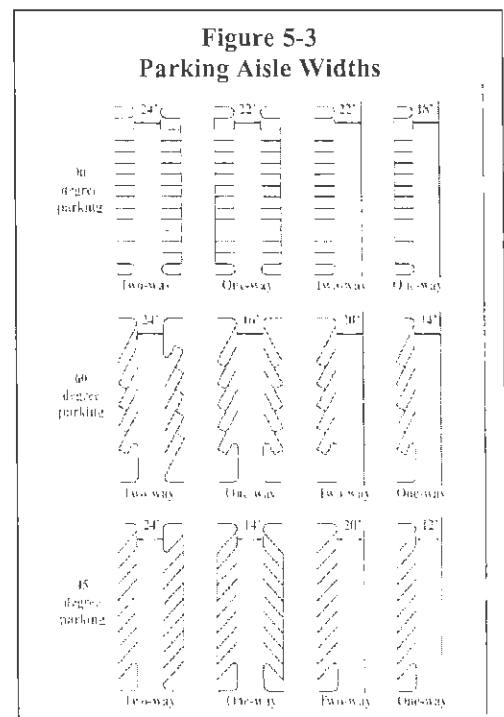 Figure 5-3
Parking Aisle Widths
24' 22' 22' 18'
90
degree
parking
Two-way One-way Two-way One-way
24' 16' 20' 14'
60
degree
parking
Two-way One-way Two-way One-way
24' 14' 20' 12'
45
degree
parking
Two-way One-way Two-way One-way